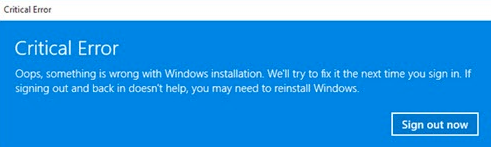 Critical Error
Critical Error
Oops, something is wrong with Windows installation. We'll try to fix it the next time you sign in. If
signing out and back in doesn't help, you may need to reinstall Windows.
Sign out now